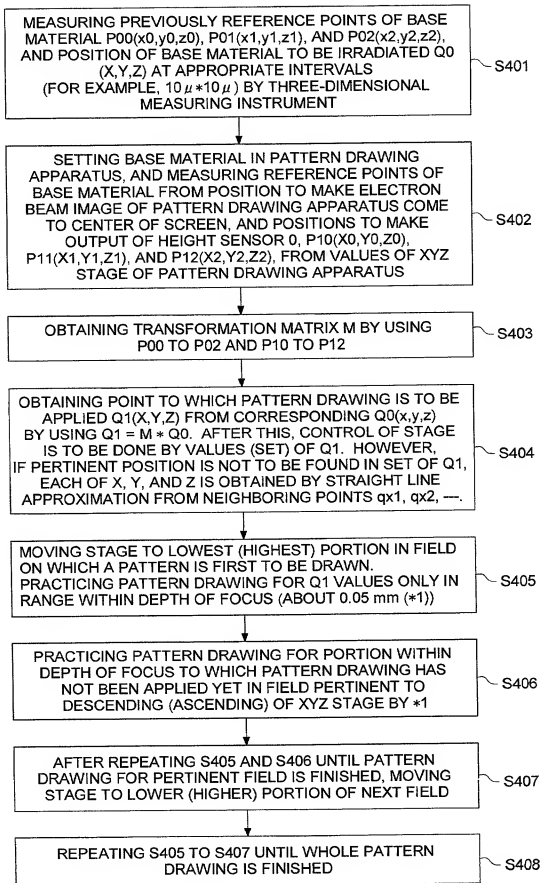 MEASURING PREVIOUSLY REFERENCE POINTS OF BASE
MATERIAL P00(x0,y0,z0), P01(x1,y1,z1), AND P02(x2,y2,z2),
AND POSITION OF BASE MATERIAL TO BE IRRADIATED Q0
(X,Y,Z) AT APPROPRIATE INTERVALS
(FOR EXAMPLE, 10μ*10μ) BY THREE-DIMENSIONAL
MEASURING INSTRUMENT
S401
SETTING BASE MATERIAL IN PATTERN DRAWING
APPARATUS, AND MEASURING REFERENCE POINTS OF
BASE MATERIAL FROM POSITION TO MAKE ELECTRON
BEAM IMAGE OF PATTERN DRAWING APPARATUS COME
TO CENTER OF SCREEN, AND POSITIONS TO MAKE
OUTPUT OF HEIGHT SENSOR 0, P10(X0,Y0,Z0),
P11(X1,Y1,Z1), AND P12(X2,Y2,Z2), FROM VALUES OF XYZ
STAGE OF PATTERN DRAWING APPARATUS
S402
OBTAINING TRANSFORMATION MATRIX M BY USING
P00 TO P02 AND P10 TO P12
S403
OBTAINING POINT TO WHICH PATTERN DRAWING IS TO BE
APPLIED Q1(X,Y,Z) FROM CORRESPONDING Q0(x,y,z)
BY USING Q1 = M * Q0. AFTER THIS, CONTROL OF STAGE
IS TO BE DONE BY VALUES (SET) OF Q1. HOWEVER,
IF PERTINENT POSITION IS NOT TO BE FOUND IN SET OF Q1,
EACH OF X, Y, AND Z IS OBTAINED BY STRAIGHT LINE
APPROXIMATION FROM NEIGHBORING POINTS qx1, qx2, ---.
S404
MOVING STAGE TO LOWEST (HIGHEST) PORTION IN FIELD
ON WHICH A PATTERN IS FIRST TO BE DRAWN.
PRACTICING PATTERN DRAWING FOR Q1 VALUES ONLY IN
RANGE WITHIN DEPTH OF FOCUS (ABOUT 0.05 mm (*1))
S405
PRACTICING PATTERN DRAWING FOR PORTION WITHIN
DEPTH OF FOCUS TO WHICH PATTERN DRAWING HAS
NOT BEEN APPLIED YET IN FIELD PERTINENT TO
DESCENDING (ASCENDING) OF XYZ STAGE BY *1
S406
AFTER REPEATING S405 AND S406 UNTIL PATTERN
DRAWING FOR PERTINENT FIELD IS FINISHED, MOVING
STAGE TO LOWER (HIGHER) PORTION OF NEXT FIELD
S407
REPEATING S405 TO S407 UNTIL WHOLE PATTERN
DRAWING IS FINISHED
S408